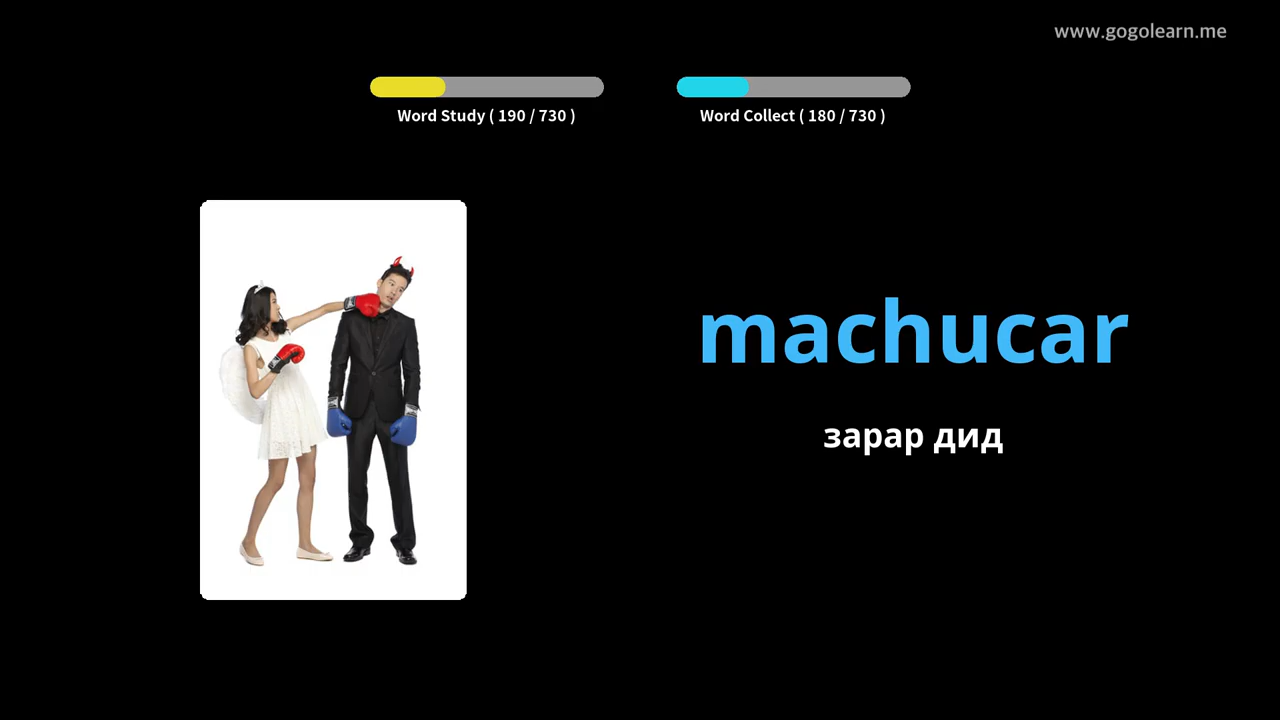 www.gogolearn.me
Word Study ( 190 / 730 )
Word Collect ( 180 / 730 )
machucar
зарар дид